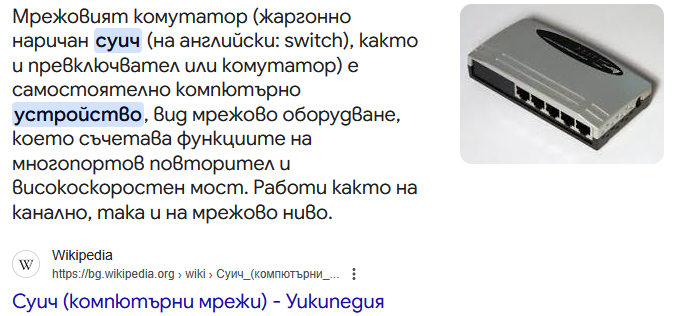 Мрежовият комутатор (жаргонно
наричан суич (на английски: switch), както
и превключвател или комутатор) е
самостоятелно компютърно
устройство, вид мрежово оборудване,
което съчетава функциите на
многопортов повторител и
високоскоростен мост. Работи както на
канално, така и на мрежово ниво.
W
Wikipedia
https://bg.wikipedia.org › wiki › Суич_(компютърни_...
Суич (компютърни мрежи) - Уикипедия